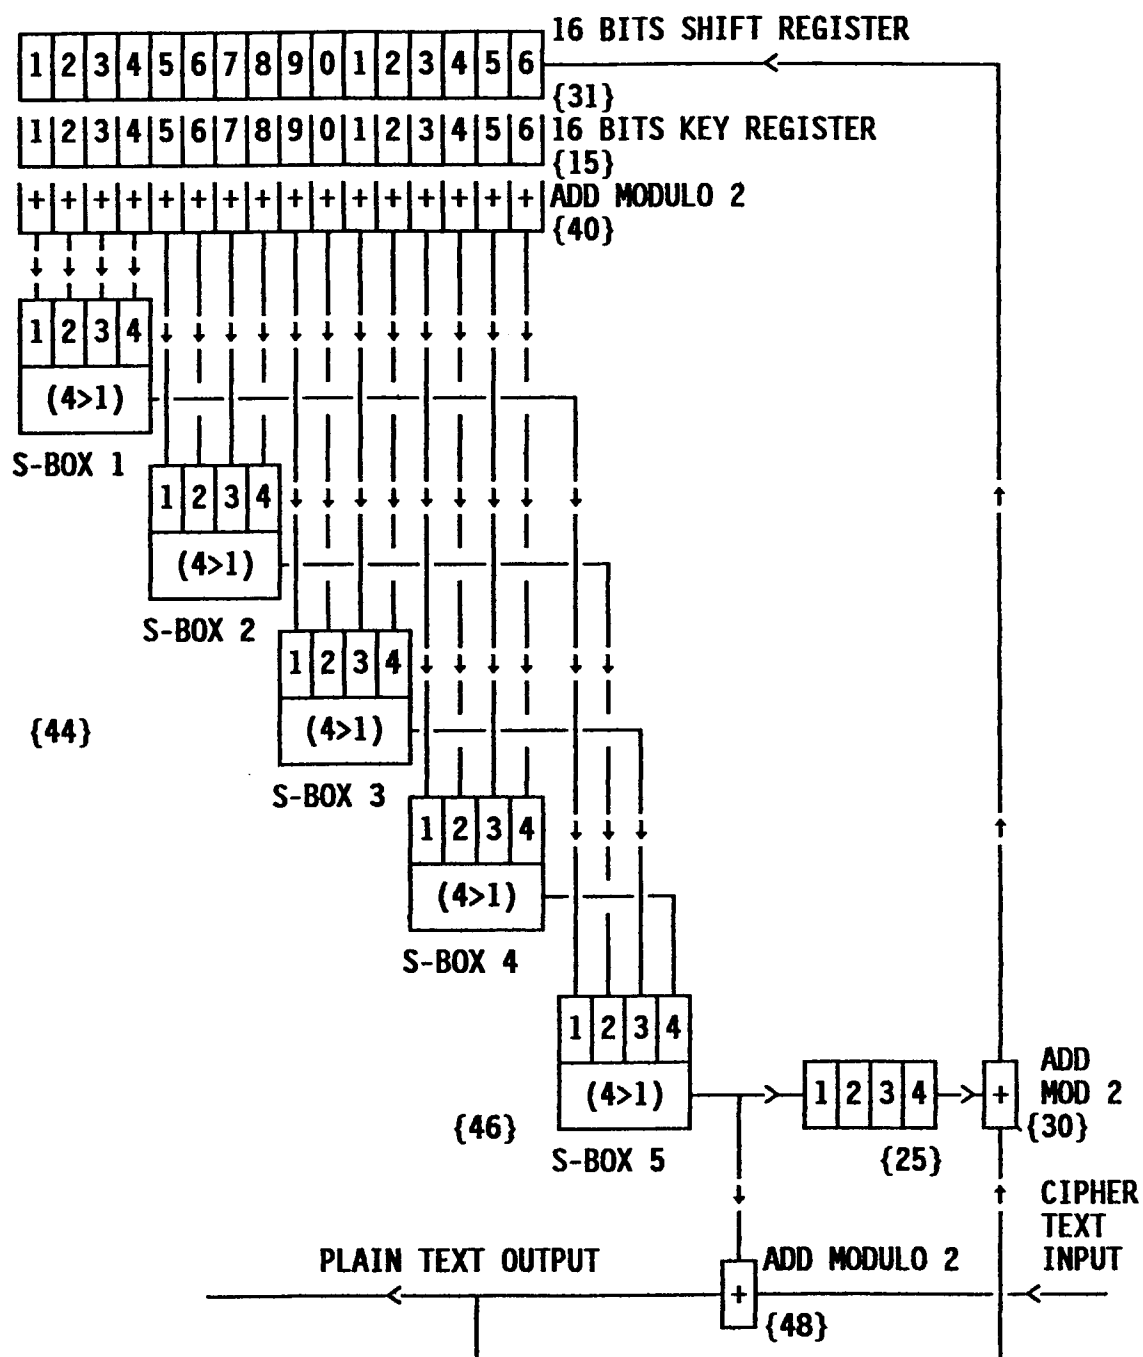 16 BITS SHIFT REGISTER
1 2 3 4 5 6 7 8 9 0 1 2 3 4 5 6
{31}
1 2 3 4 5 6 7 8 9 0 1 2 3 4 5 6 16 BITS KEY REGISTER
{15}
+ + + + + + + + + + + + + + + + ADD MODULO 2
{40}
1 2 3 4
(4>1)
S-BOX 1
1 2 3 4
(4>1)
S-BOX 2
1 2 3 4
(4>1)
{44}
S-BOX 3
1 2 3 4
(4>1)
S-BOX 4
1 2 3 4
(4>1)
{46}
S-BOX 5
1 2 3 4
{25}
+
ADD
MOD 2
{30}
CIPHER
TEXT
INPUT
PLAIN TEXT OUTPUT
ADD MODULO 2
+
{48}